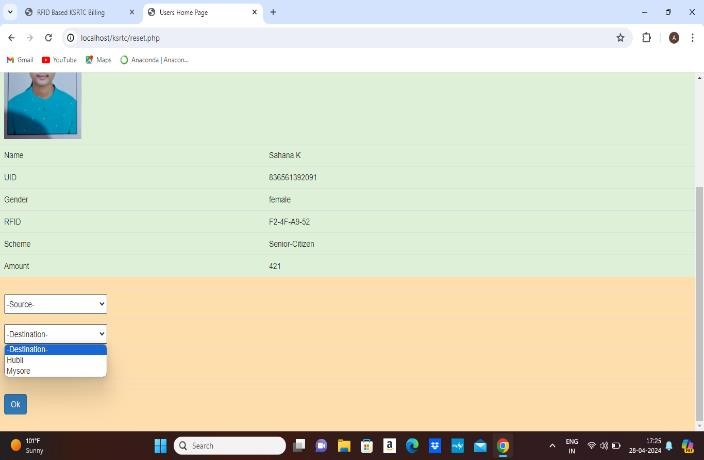 RFID Based KSRTC Billing
Users Home Page
localhost/ksrtc/reset.php
Gmail YouTube Maps Anaconda | Anacon...
Name Sahana K
UID 836561392091
Gender female
RFID F2-4F-A9-52
Scheme Senior-Citizen
Amount 421
-Source-
-Destination-
-Destination-
Hubli
Mysore
Ok
101°F
Sunny
Search
ENG
IN
17:25
28-04-2024